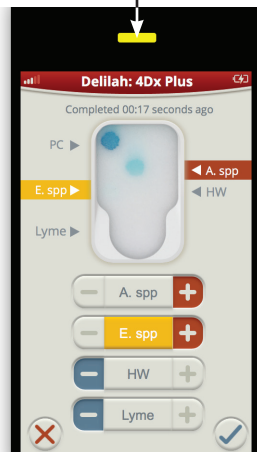 Delilah: 4Dx Plus
Completed 00:17 seconds ago
PC
A. spp
E. spp
HW
Lyme
A. spp
E. spp
HW
Lyme